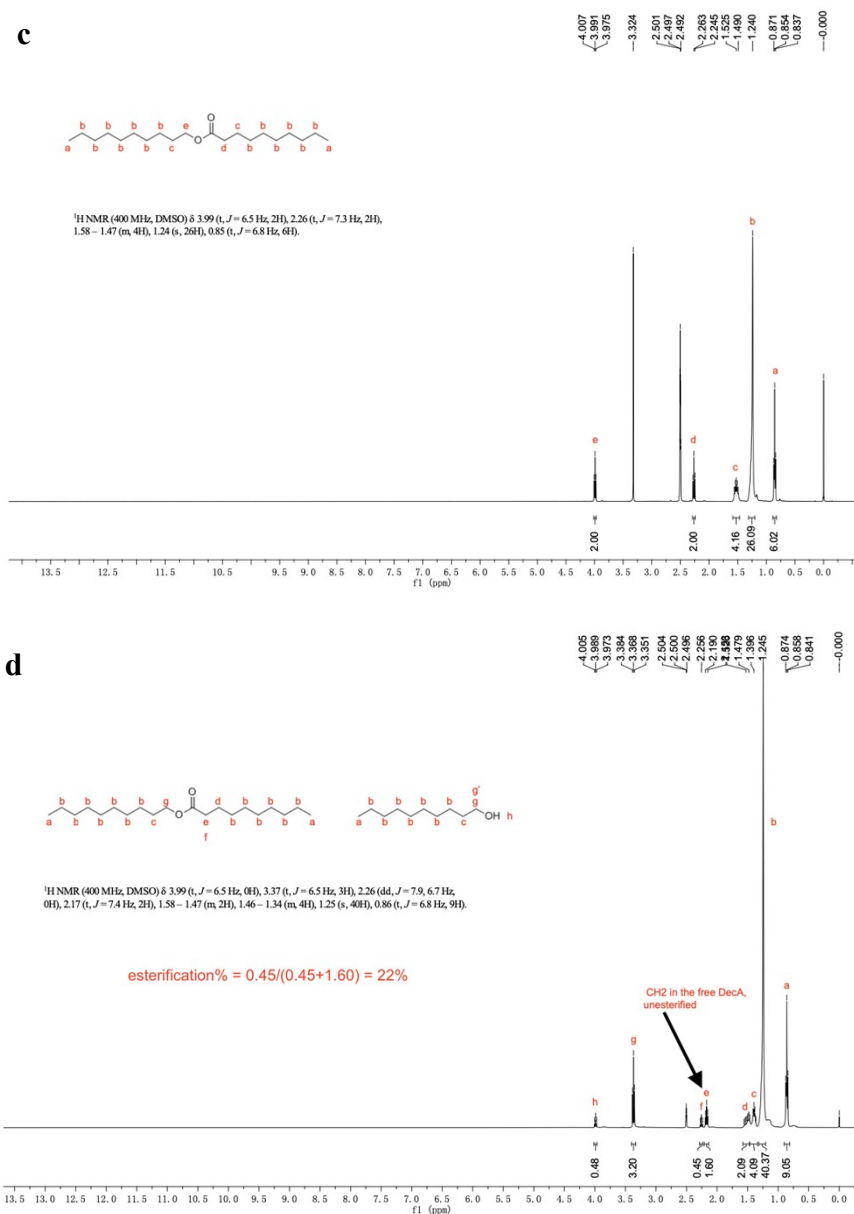 c
4.007
3.991
3.975
3.324
2.501
2.497
2.492
2.263
2.245
1.525
1.490
1.240
0.871
0.854
0.837
-0.000
b b b b e O c b b b
a b b b c O d b b b a
¹H NMR (400 MHz, DMSO) δ 3.99 (t, J = 6.5 Hz, 2H), 2.26 (t, J = 7.3 Hz, 2H),
1.58 – 1.47 (m, 4H), 1.24 (s, 26H), 0.85 (t, J = 6.8 Hz, 6H).
b
a
e
d
c
2.00
2.00
4.16
26.09
6.02
13.5 12.5 11.5 10.5 9.5 9.0 8.5 8.0 7.5 7.0 6.5 6.0 5.5 5.0 4.5 4.0 3.5 3.0 2.5 2.0 1.5 1.0 0.5 0.0
f1 (ppm)
d
4.005
3.989
3.973
3.384
3.368
3.351
2.504
2.500
2.496
2.256
2.190
1.479
1.396
1.245
0.874
0.858
0.841
-0.000
b b b b g O d b b b
a b b b c O e b b b a
f
g'
b b b b g
a b b b c OH h
b
¹H NMR (400 MHz, DMSO) δ 3.99 (t, J = 6.5 Hz, 0H), 3.37 (t, J = 6.5 Hz, 3H), 2.26 (dd, J = 7.9, 6.7 Hz,
0H), 2.17 (t, J = 7.4 Hz, 2H), 1.58 – 1.47 (m, 2H), 1.46 – 1.34 (m, 4H), 1.25 (s, 40H), 0.86 (t, J = 6.8 Hz, 9H).
esterification% = 0.45/(0.45+1.60) = 22%
CH2 in the free DecA,
unesterified
a
g
e
h
f
d
c
0.48
3.20
0.45
1.60
2.09
4.09
40.37
9.05
13.5 13.0 12.5 12.0 11.5 11.0 10.5 10.0 9.5 9.0 8.5 8.0 7.5 7.0 6.5 6.0 5.5 5.0 4.5 4.0 3.5 3.0 2.5 2.0 1.5 1.0 0.5 0.0
f1 (ppm)